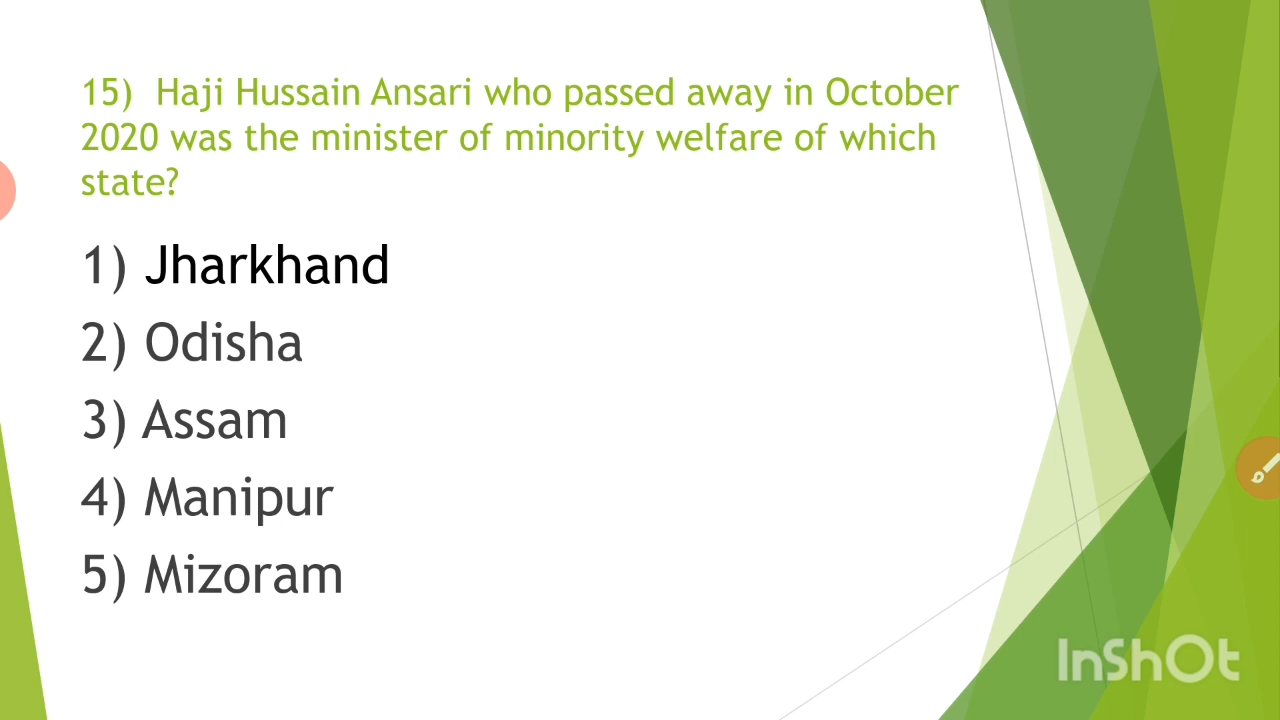 15) Haji Hussain Ansari who passed away in October
2020 was the minister of minority welfare of which
state?
1) Jharkhand
2) Odisha
3) Assam
4) Manipur
5) Mizoram
InShOt